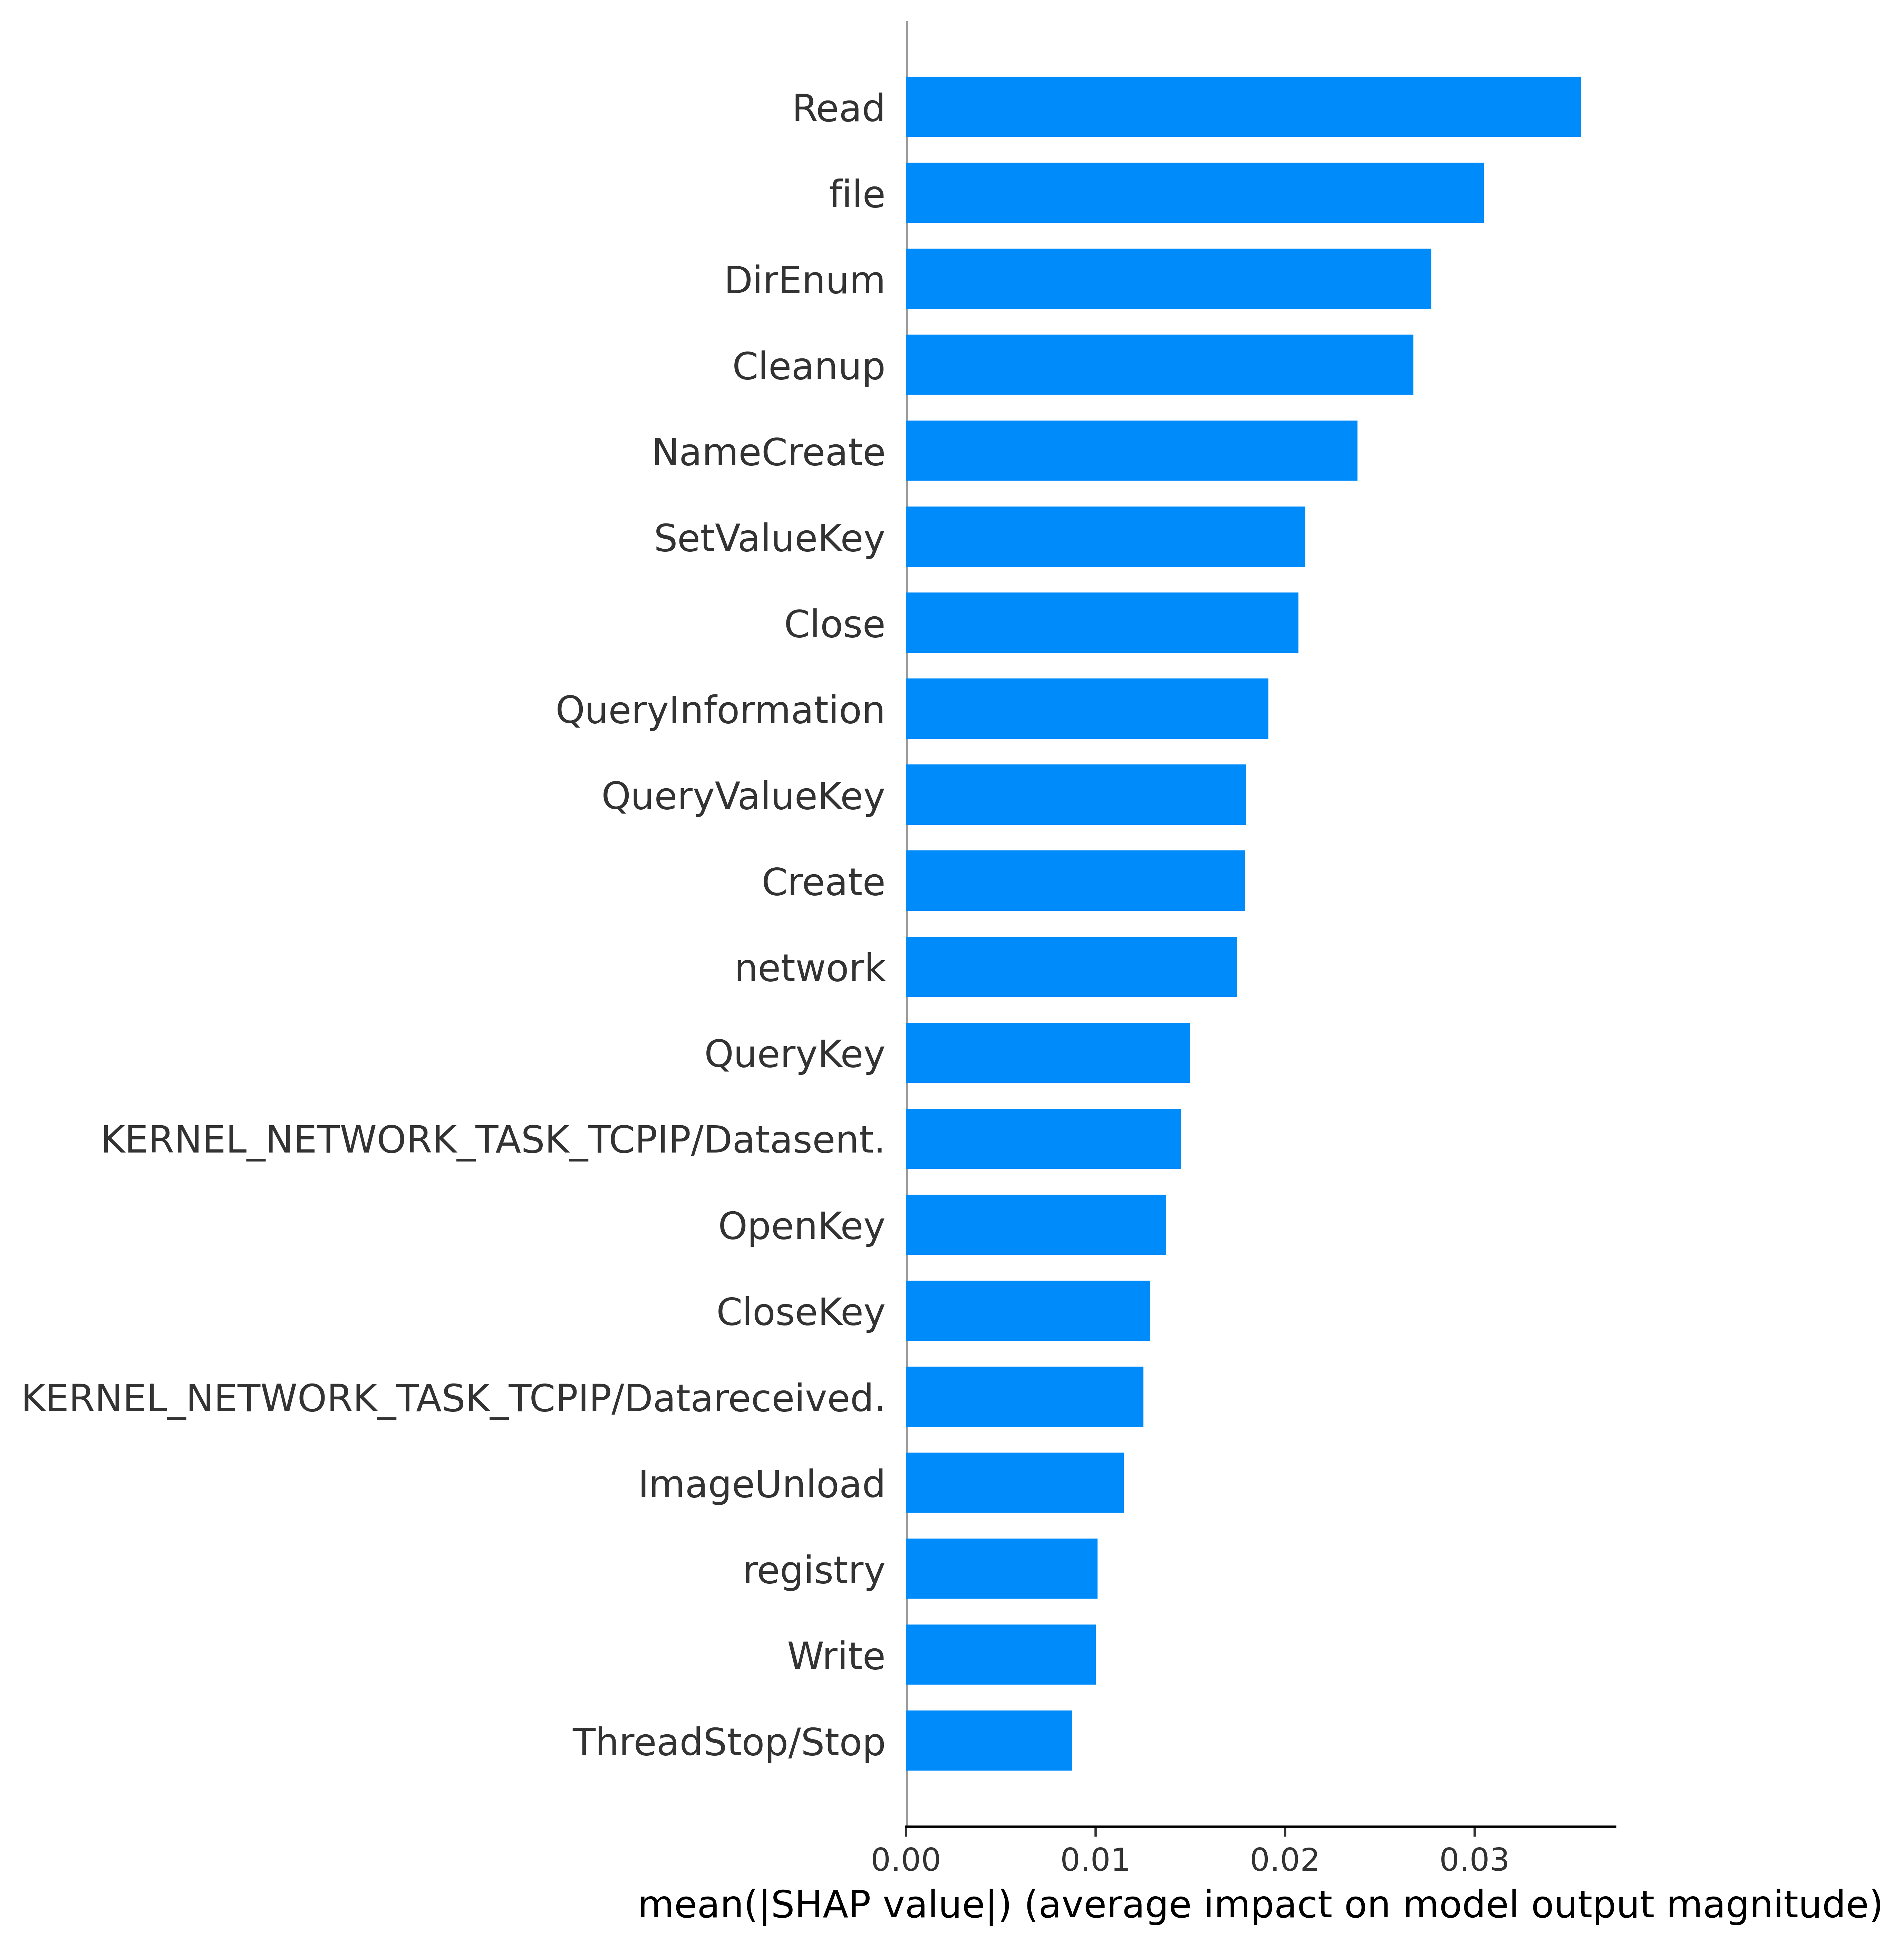 Read
file
DirEnum
Cleanup
NameCreate
SetValueKey
Close
QueryInformation
QueryValueKey
Create
network
QueryKey
KERNEL_NETWORK_TASK_TCPIP/Datasent.
OpenKey
CloseKey
KERNEL_NETWORK_TASK_TCPIP/Datareceived.
ImageUnload
registry
Write
ThreadStop/Stop
0.00 0.01 0.02 0.03
mean(|SHAP value|) (average impact on model output magnitude)